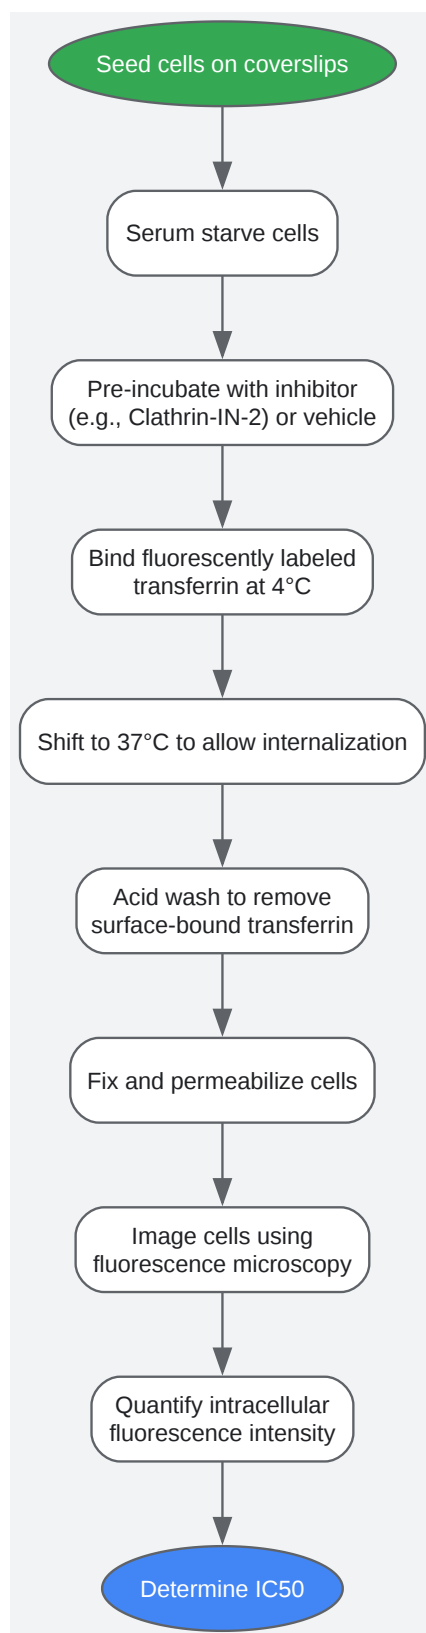 Seed cells on coverslips
Serum starve cells
Pre-incubate with inhibitor
(e.g., Clathrin-IN-2) or vehicle
Bind fluorescently labeled
transferrin at 4°C
Shift to 37°C to allow internalization
Acid wash to remove
surface-bound transferrin
Fix and permeabilize cells
Image cells using
fluorescence microscopy
Quantify intracellular
fluorescence intensity
Determine IC50